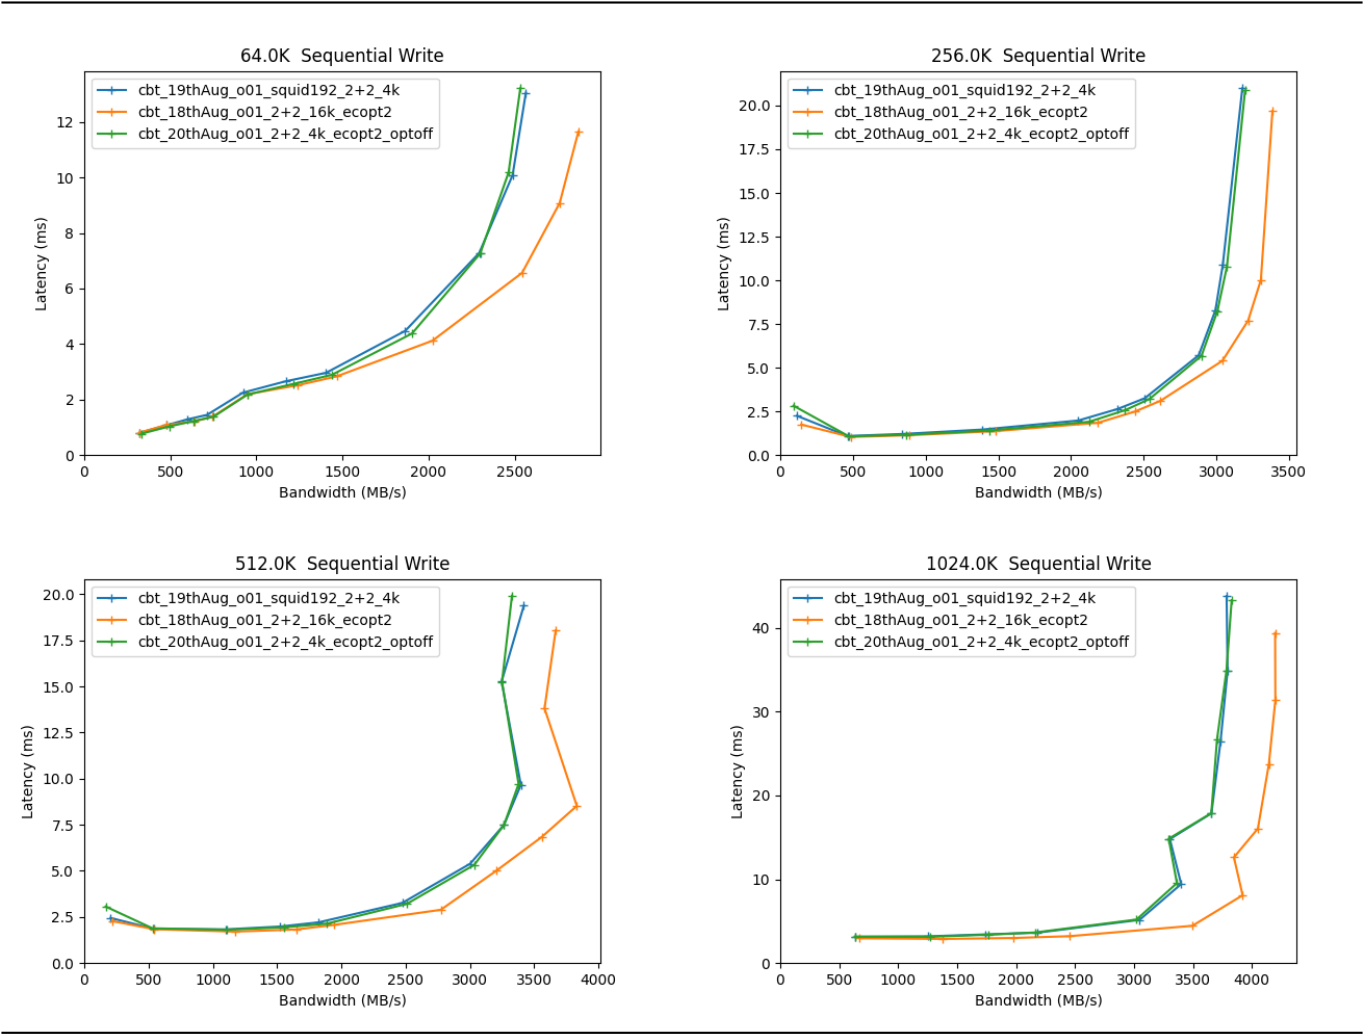 64.0K  Sequential Write
cbt_19thAug_o01_squid192_2+2_4k
cbt_18thAug_o01_2+2_16k_ecopt2
cbt_20thAug_o01_2+2_4k_ecopt2_optoff
12
10
8
6
4
2
0
Latency (ms)
0 500 1000 1500 2000 2500
Bandwidth (MB/s)
256.0K  Sequential Write
cbt_19thAug_o01_squid192_2+2_4k
cbt_18thAug_o01_2+2_16k_ecopt2
cbt_20thAug_o01_2+2_4k_ecopt2_optoff
20.0
17.5
15.0
12.5
10.0
7.5
5.0
2.5
0.0
Latency (ms)
0 500 1000 1500 2000 2500 3000 3500
Bandwidth (MB/s)
512.0K  Sequential Write
cbt_19thAug_o01_squid192_2+2_4k
cbt_18thAug_o01_2+2_16k_ecopt2
cbt_20thAug_o01_2+2_4k_ecopt2_optoff
20.0
17.5
15.0
12.5
10.0
7.5
5.0
2.5
0.0
Latency (ms)
0 500 1000 1500 2000 2500 3000 3500 4000
Bandwidth (MB/s)
1024.0K  Sequential Write
cbt_19thAug_o01_squid192_2+2_4k
cbt_18thAug_o01_2+2_16k_ecopt2
cbt_20thAug_o01_2+2_4k_ecopt2_optoff
40
30
20
10
0
Latency (ms)
0 500 1000 1500 2000 2500 3000 3500 4000
Bandwidth (MB/s)